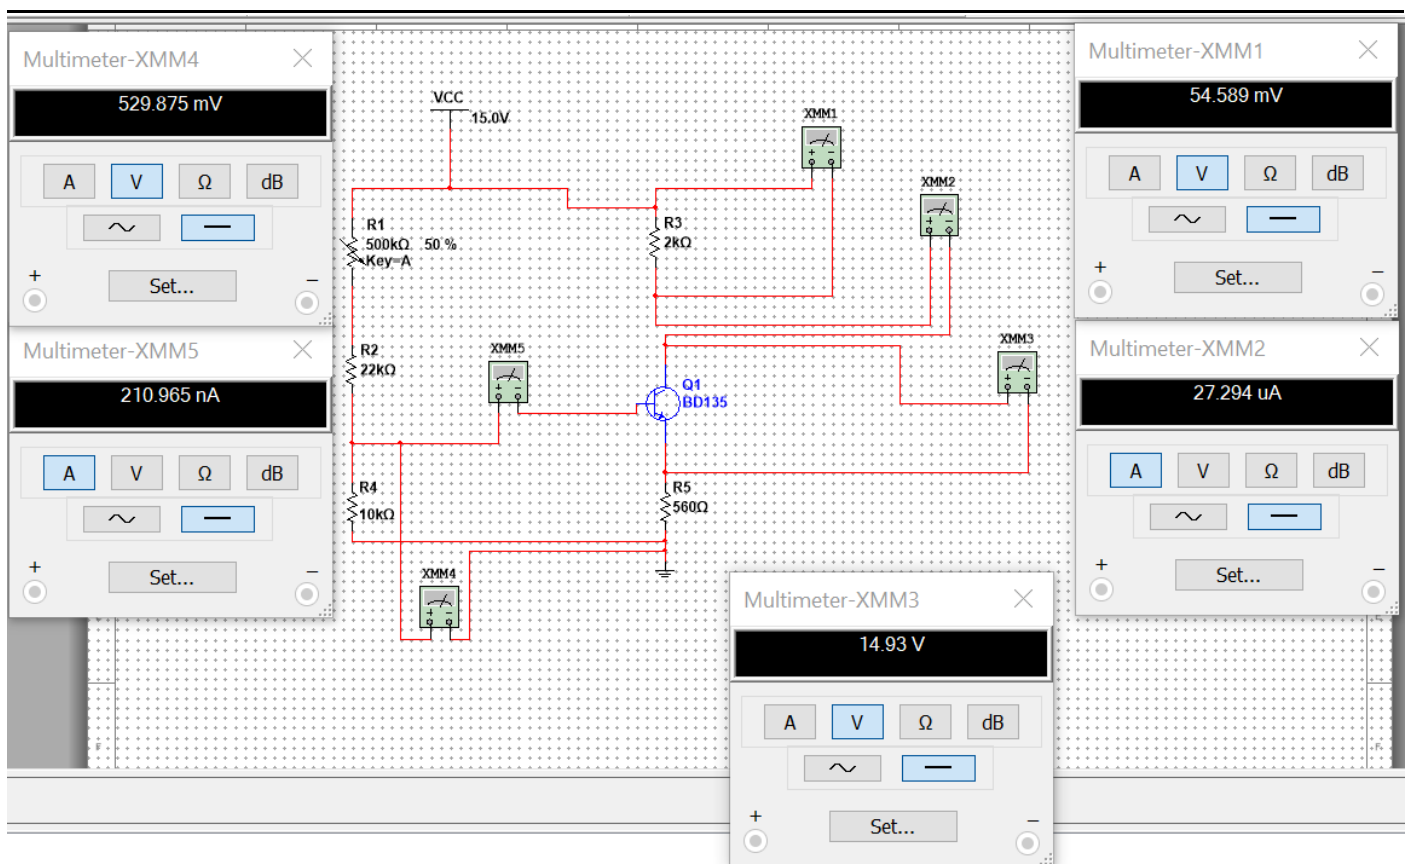 Multimeter-XMM4
529.875 mV
A V Ω dB
+ −
Set...
Multimeter-XMM5
210.965 nA
A V Ω dB
+ −
Set...
VCC
15.0V
R1
500kΩ 50 %
Key=A
R2
22kΩ
R4
10kΩ
XMM5
+ −
XMM4
+ −
R3
2kΩ
Q1
BD135
R5
560Ω
XMM1
+ −
XMM2
+ −
XMM3
+ −
Multimeter-XMM1
54.589 mV
A V Ω dB
+ −
Set...
Multimeter-XMM2
27.294 uA
A V Ω dB
+ −
Set...
Multimeter-XMM3
14.93 V
A V Ω dB
+ −
Set...